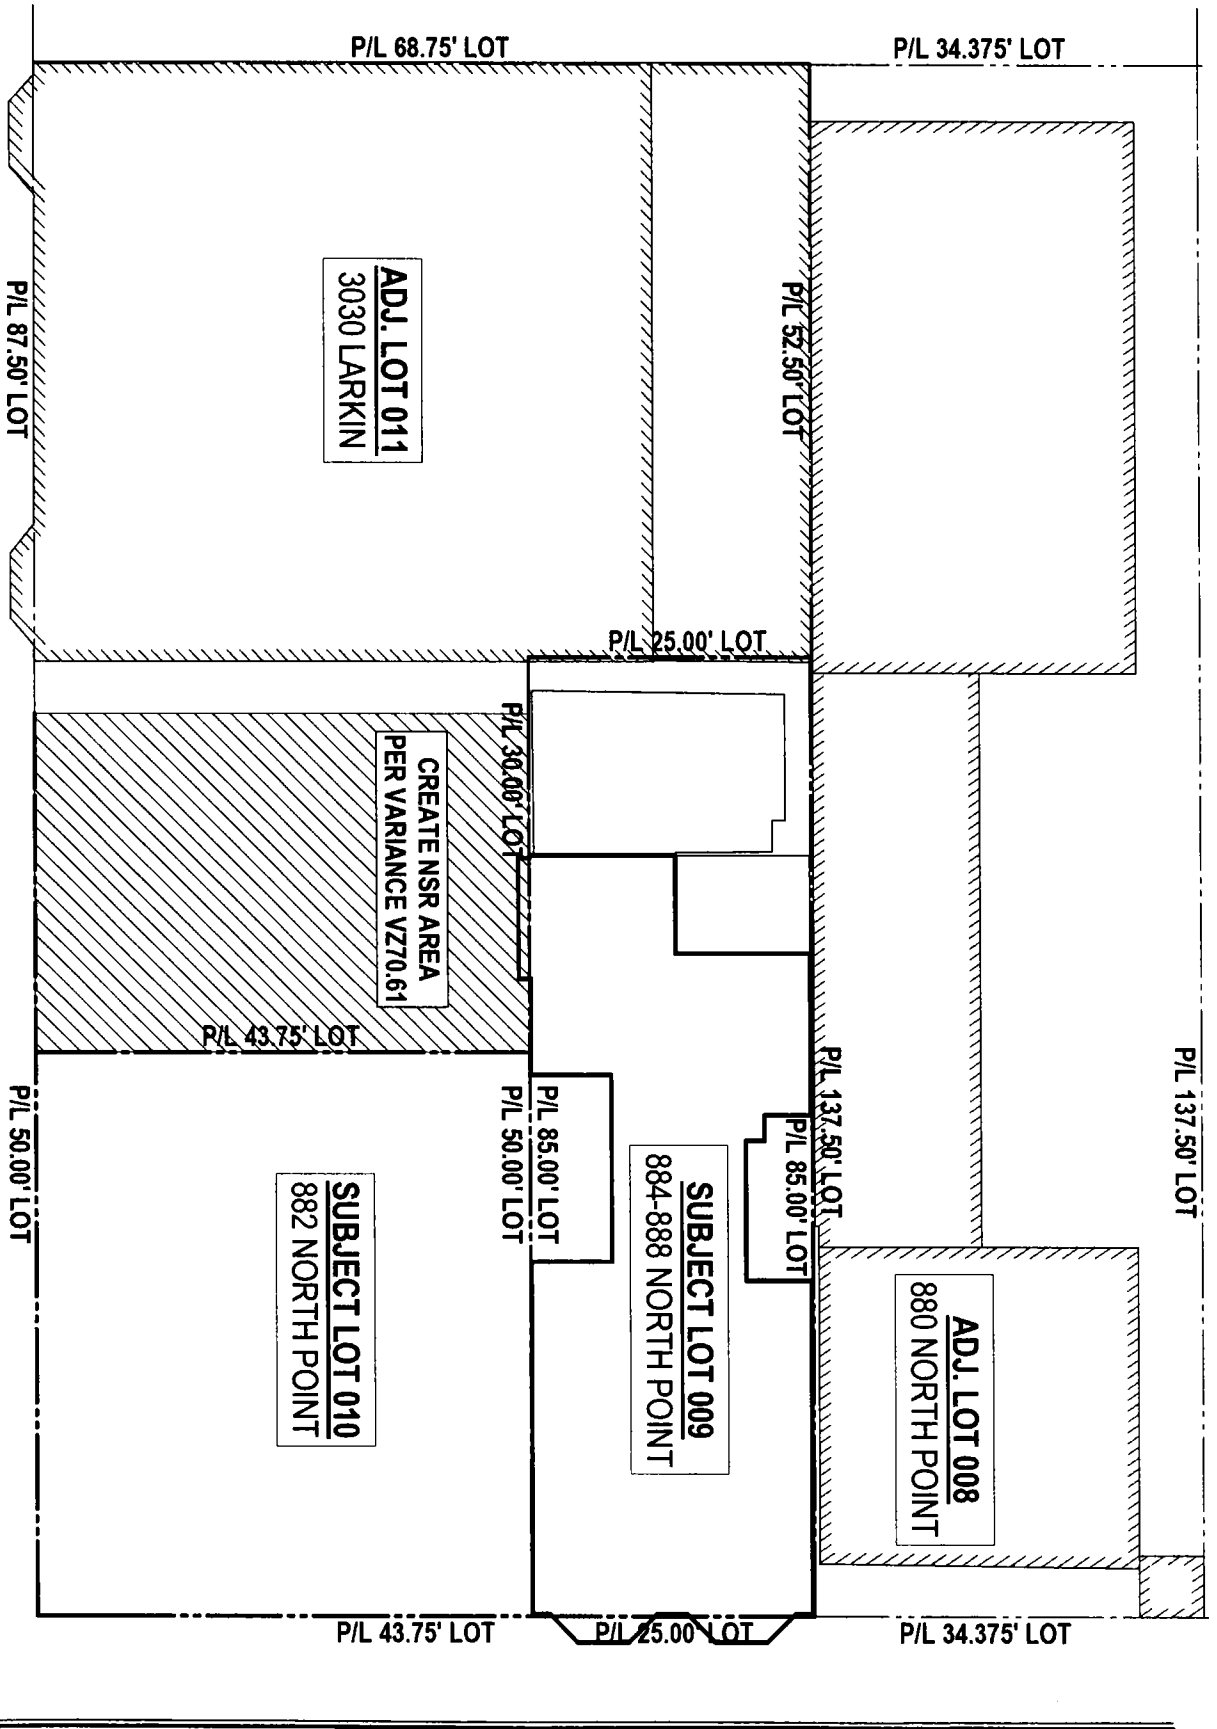 P/L 68.75' LOT
P/L 34.375' LOT
P/L 87.50' LOT
ADJ. LOT 011
3030 LARKIN
P/L 52.50' LOT
P/L 25.00' LOT
P/L 30.00' LOT
CREATE NSR AREA
PER VARIANCE VZ70.61
P/L 43.75' LOT
P/L 50.00' LOT
P/L 50.00' LOT
P/L 85.00' LOT
P/L 85.00' LOT
P/L 137.50' LOT
P/L 137.50' LOT
SUBJECT LOT 010
882 NORTH POINT
SUBJECT LOT 009
884-888 NORTH POINT
ADJ. LOT 008
880 NORTH POINT
P/L 43.75' LOT
P/L 25.00' LOT
P/L 34.375' LOT